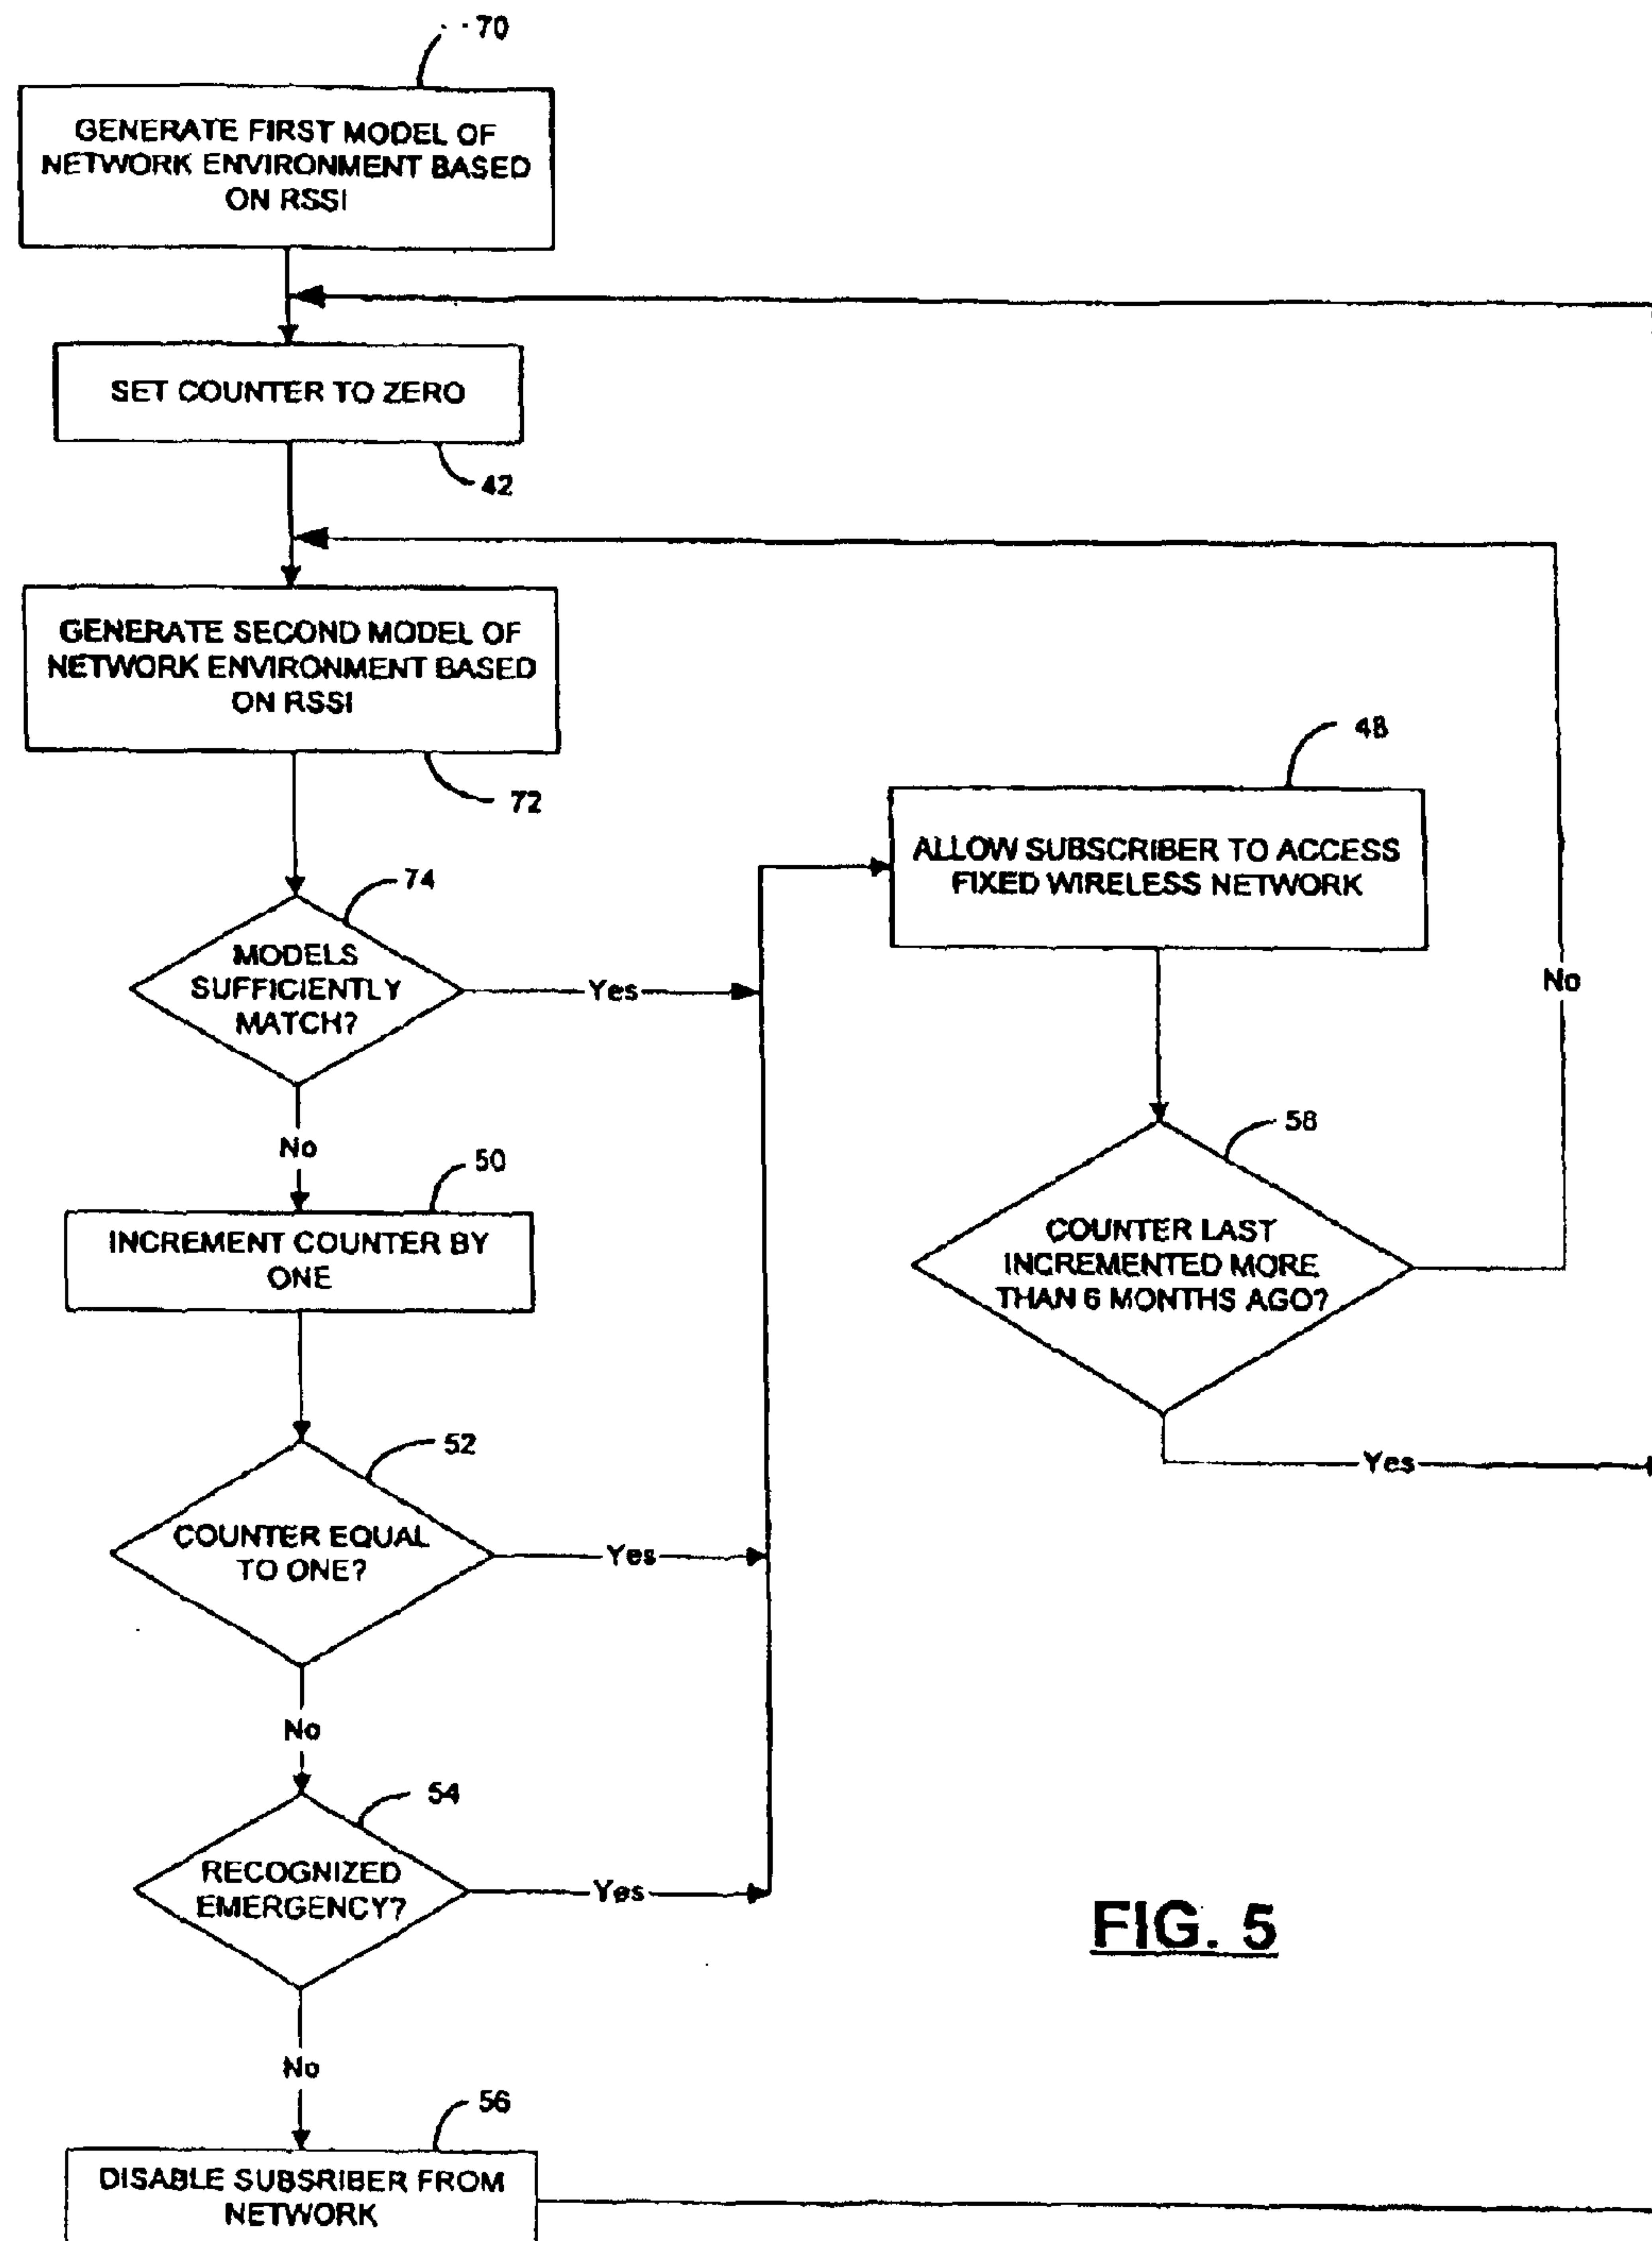 70
GENERATE FIRST MODEL OF
NETWORK ENVIRONMENT BASED
ON RSSI
SET COUNTER TO ZERO
42
GENERATE SECOND MODEL OF
NETWORK ENVIRONMENT BASED
ON RSSI
72
48
ALLOW SUBSCRIBER TO ACCESS
FIXED WIRELESS NETWORK
74
MODELS
SUFFICIENTLY
MATCH?
Yes
No
No
58
COUNTER LAST
INCREMENTED MORE
THAN 6 MONTHS AGO?
Yes
50
INCREMENT COUNTER BY
ONE
52
COUNTER EQUAL
TO ONE?
Yes
No
54
RECOGNIZED
EMERGENCY?
Yes
No
FIG. 5
56
DISABLE SUBSRIBER FROM
NETWORK